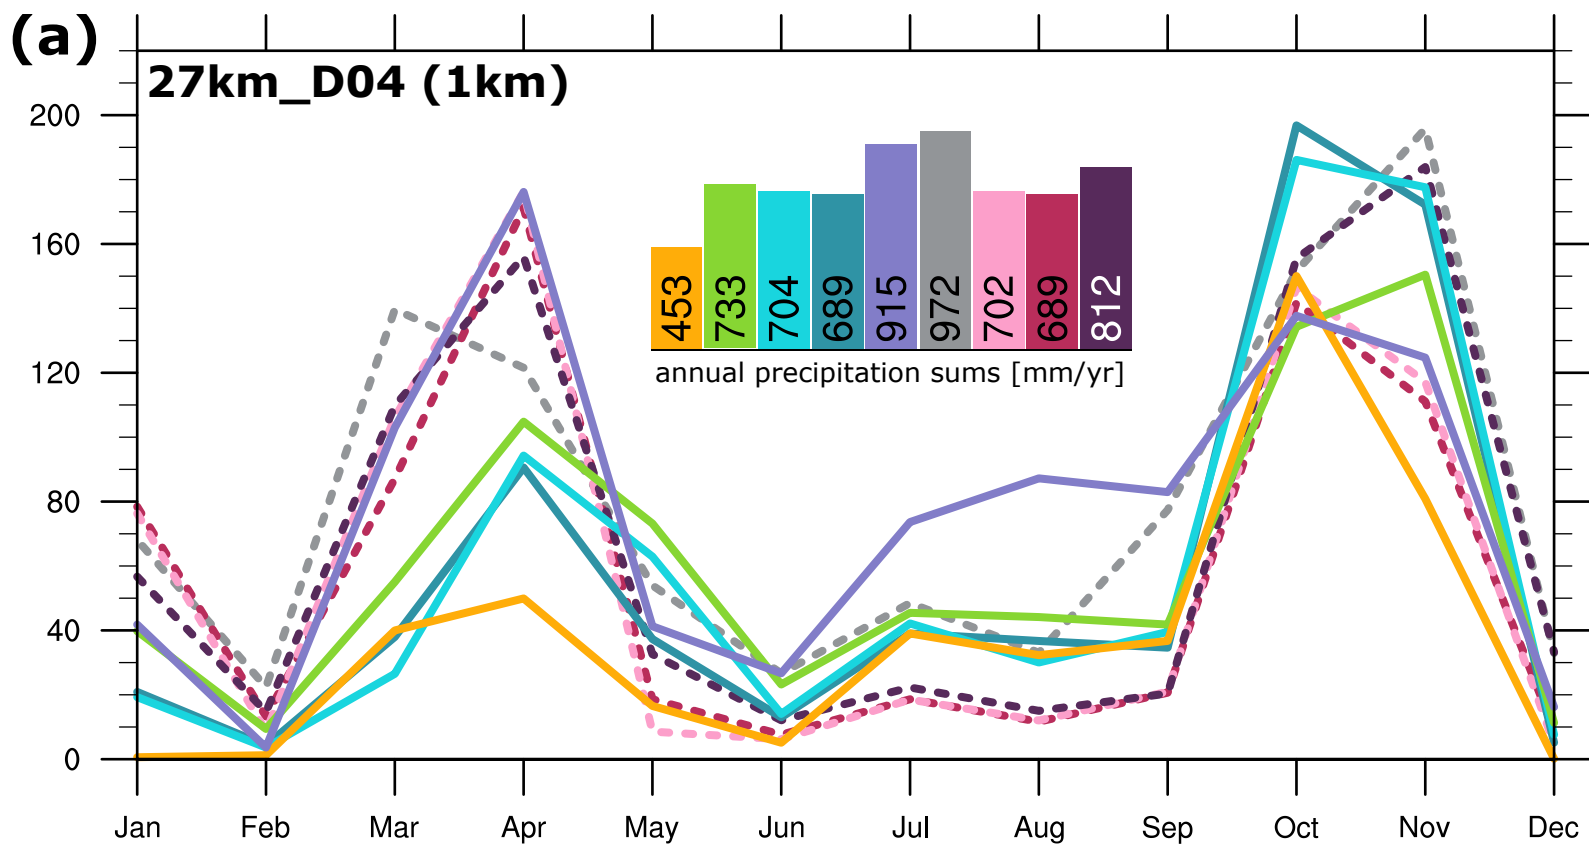 (a)
27km_D04 (1km)
200
160
120
80
40
0
453 733 704 689 915 972 702 689 812
annual precipitation sums [mm/yr]
Jan Feb Mar Apr May Jun Jul Aug Sep Oct Nov Dec